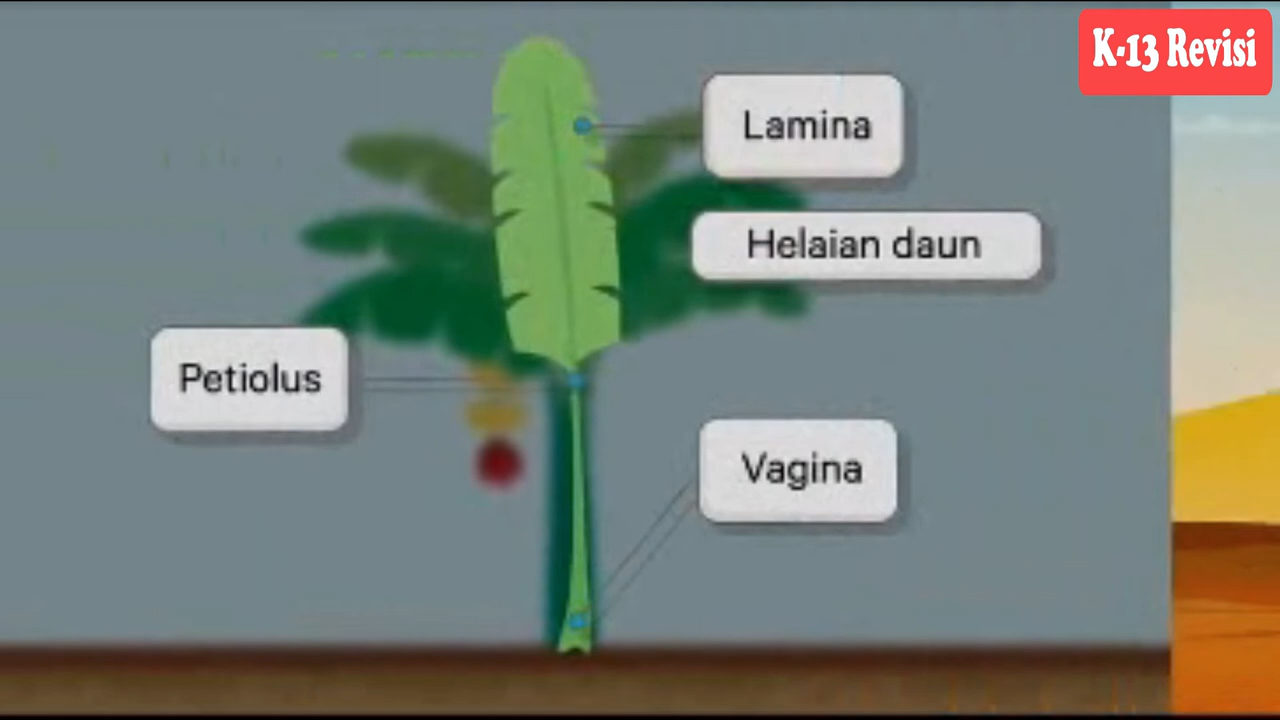 K-13 Revisi
Lamina
Helaian daun
Petiolus
Vagina